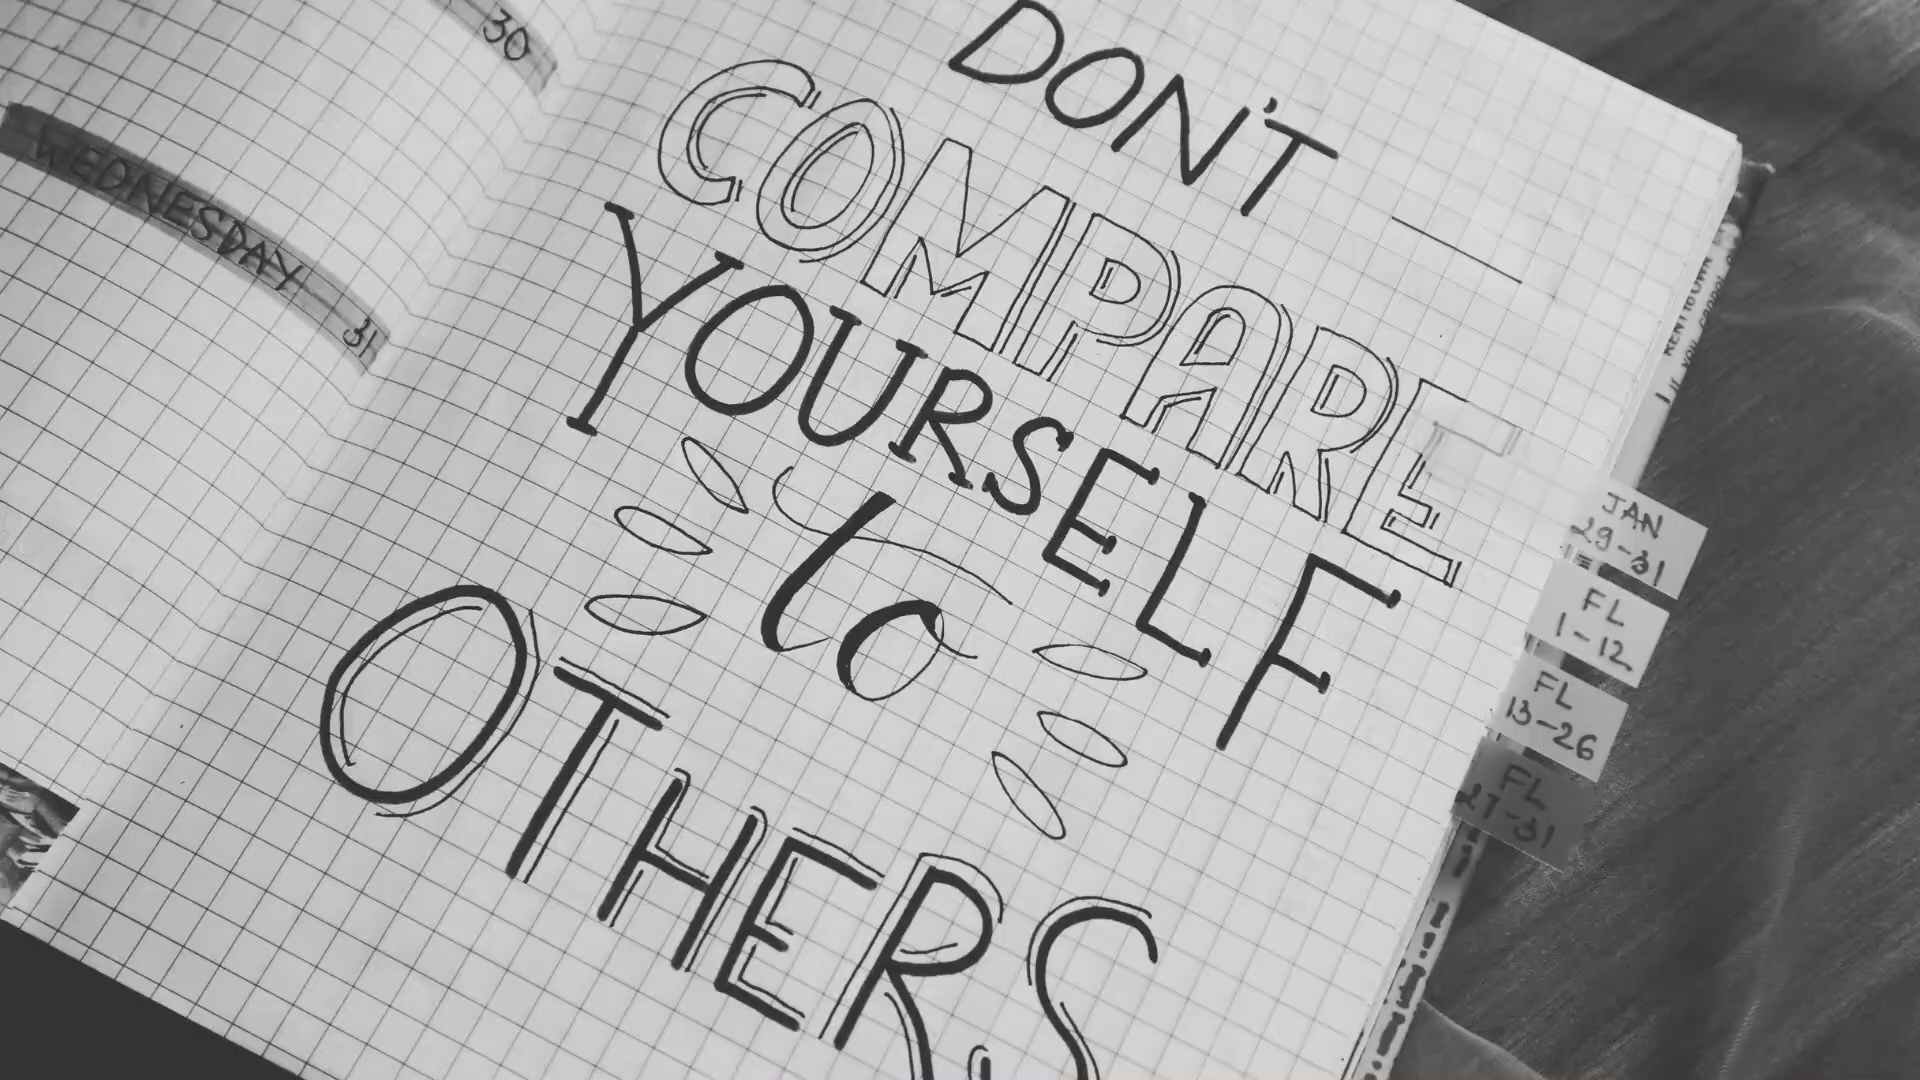 30
WEDNESDAY 31
DON'T
COMPARE
YOURSELF
to
OTHERS
JAN
29-31
FL
1-12
FL
13-26
FL
27-31